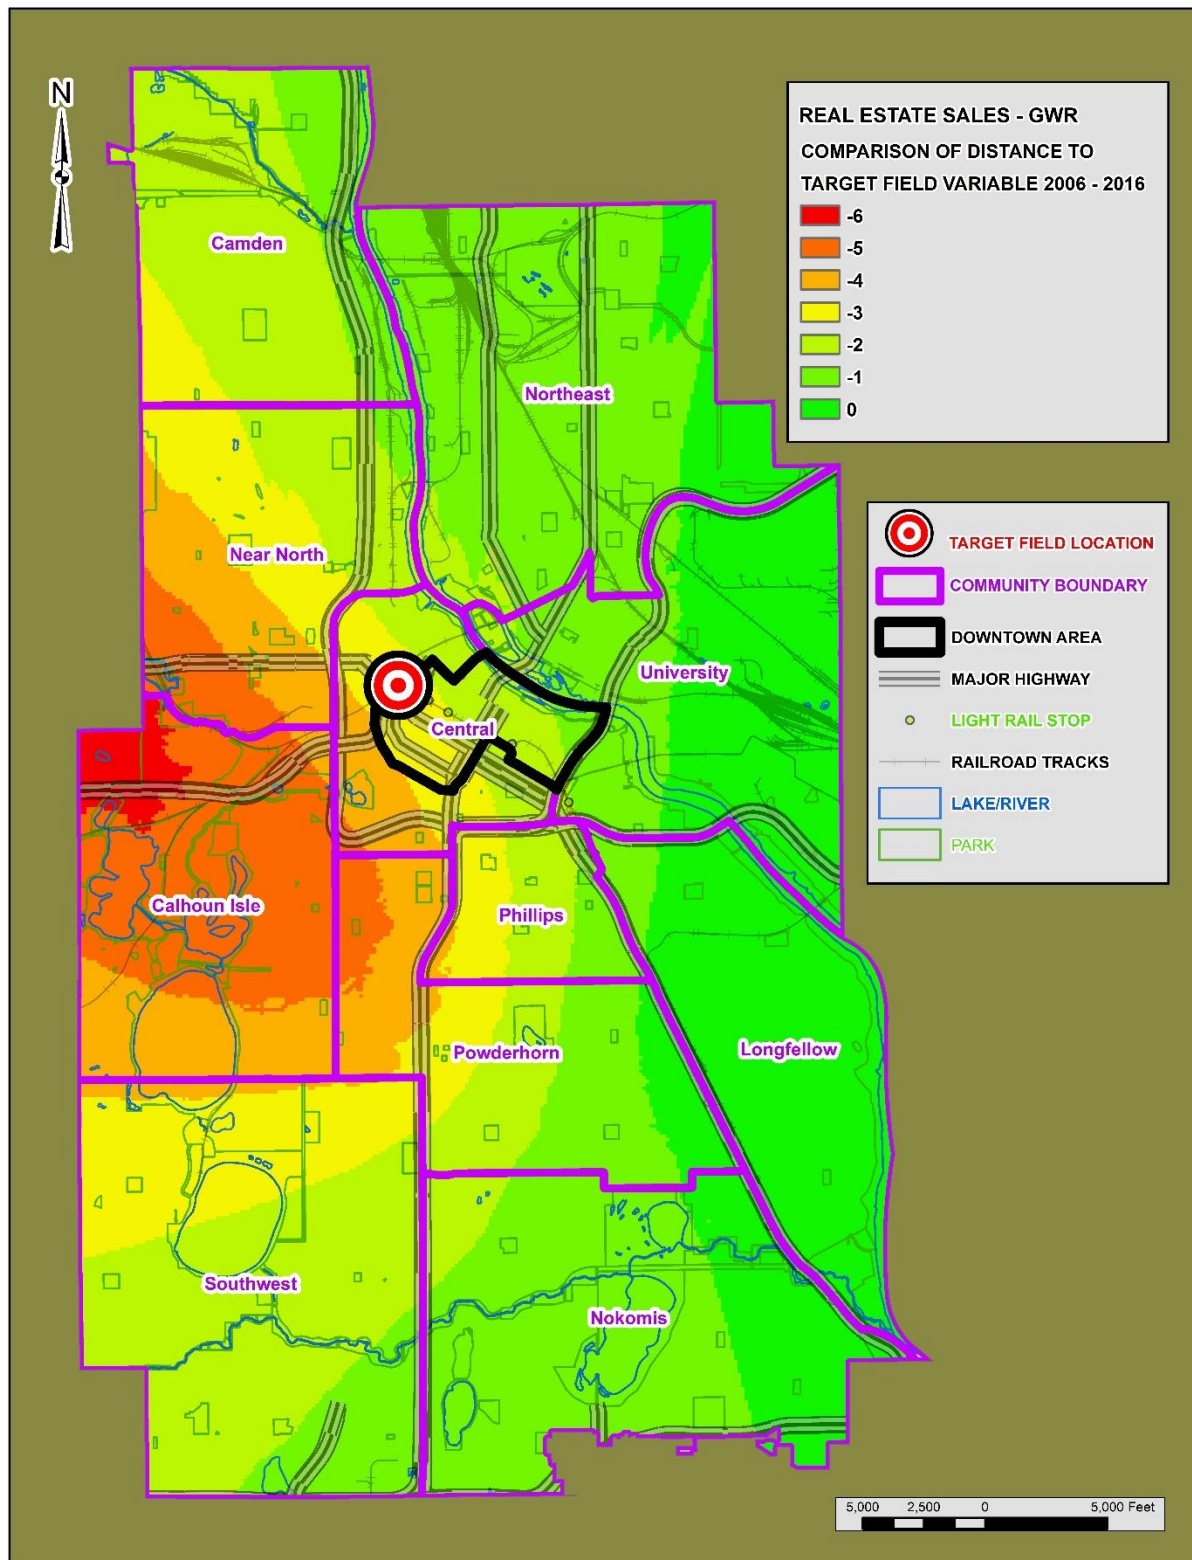 N
REAL ESTATE SALES - GWR
COMPARISON OF DISTANCE TO
TARGET FIELD VARIABLE 2006 - 2016
-6
-5
-4
-3
-2
-1
0
TARGET FIELD LOCATION
COMMUNITY BOUNDARY
DOWNTOWN AREA
MAJOR HIGHWAY
LIGHT RAIL STOP
RAILROAD TRACKS
LAKE/RIVER
PARK
Camden
Northeast
Near North
University
Central
Calhoun Isle
Phillips
Powderhorn
Longfellow
Southwest
Nokomis
5,000 2,500 0 5,000 Feet